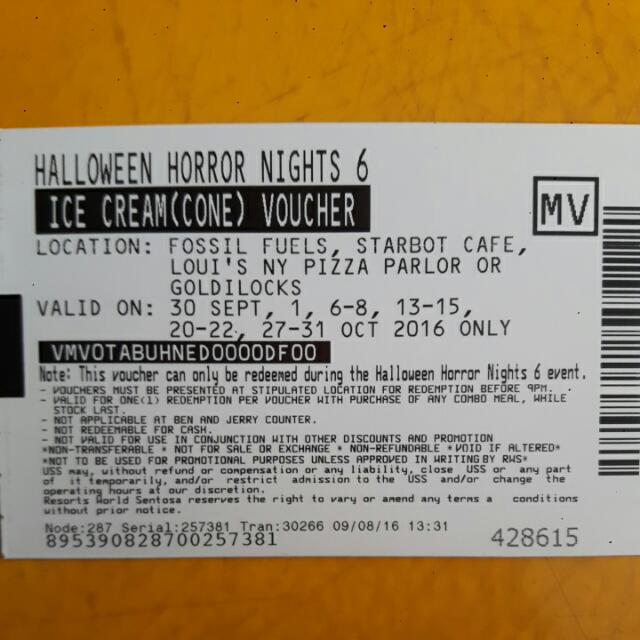 HALLOWEEN HORROR NIGHTS 6
ICE CREAM(CONE) VOUCHER
MV
LOCATION: FOSSIL FUELS, STARBOT CAFE,
LOUI'S NY PIZZA PARLOR OR
GOLDILOCKS
VALID ON: 30 SEPT, 1, 6-8, 13-15,
20-22, 27-31 OCT 2016 ONLY
VMVOTABUHNEDOOOODFOO
Note: This voucher can only be redeemed during the Halloween Horror Nights 6 event.
- VOUCHERS MUST BE PRESENTED AT STIPULATED LOCATION FOR REDEMPTION BEFORE 9PM.
- VALID FOR ONE(1) REDEMPTION PER VOUCHER WITH PURCHASE OF ANY COMBO MEAL, WHILE
STOCK LAST.
- NOT APPLICABLE AT BEN AND JERRY COUNTER.
- NOT REDEEMABLE FOR CASH.
- NOT VALID FOR USE IN CONJUNCTION WITH OTHER DISCOUNTS AND PROMOTION
*NON-TRANSFERABLE * NOT FOR SALE OR EXCHANGE * NON-REFUNDABLE *VOID IF ALTERED*
*NOT TO BE USED FOR PROMOTIONAL PURPOSES UNLESS APPROVED IN WRITING BY RWS*
USS may, without refund or compensation or any liability, close USS or any part
of it temporarily, and/or restrict admission to the USS and/or change the
operating hours at our discretion.
Resorts World Sentosa reserves the right to vary or amend any terms & conditions
without prior notice.
Node:287 Serial:257381 Tran:30266 09/08/16 13:31
895390828700257381
428615